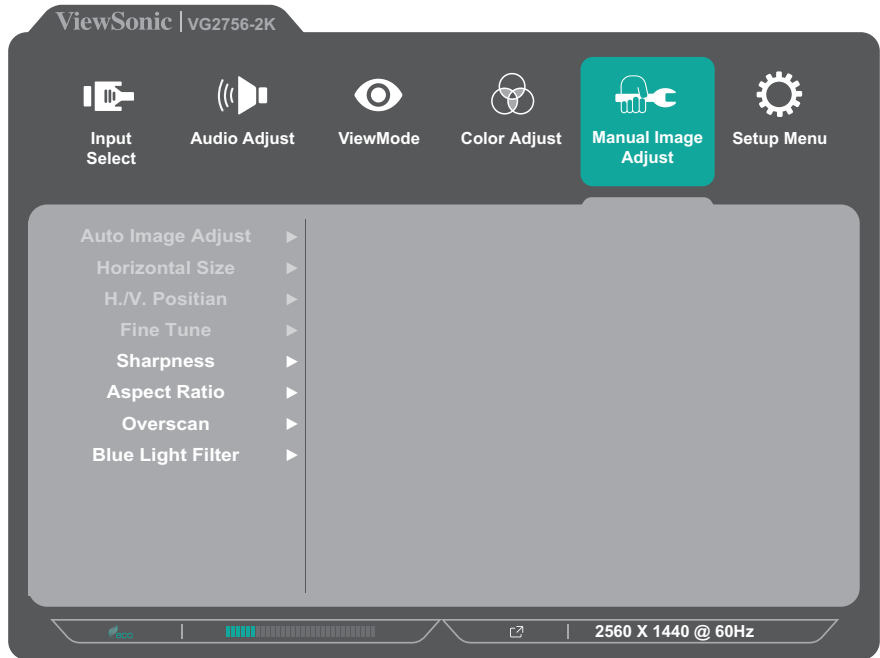 ViewSonic | VG2756-2K
Input
Select
Audio Adjust
ViewMode
Color Adjust
Manual Image
Adjust
Setup Menu
Auto Image Adjust
Horizontal Size
H./V. Positian
Fine Tune
Sharpness
Aspect Ratio
Overscan
Blue Light Filter
eco
2560 X 1440 @ 60Hz